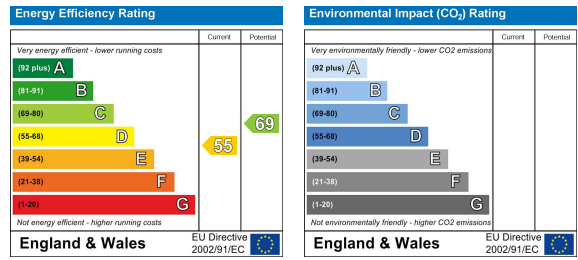 Energy Efficiency Rating
Current Potential
Very energy efficient - lower running costs
(92 plus) A
(81-91) B
(69-80) C
(55-68) D
(39-54) E
(21-38) F
(1-20) G
55
69
Not energy efficient - higher running costs
England & Wales
EU Directive
2002/91/EC
Environmental Impact (CO₂) Rating
Current Potential
Very environmentally friendly - lower CO2 emissions
(92 plus) A
(81-91) B
(69-80) C
(55-68) D
(39-54) E
(21-38) F
(1-20) G
Not environmentally friendly - higher CO2 emissions
England & Wales
EU Directive
2002/91/EC